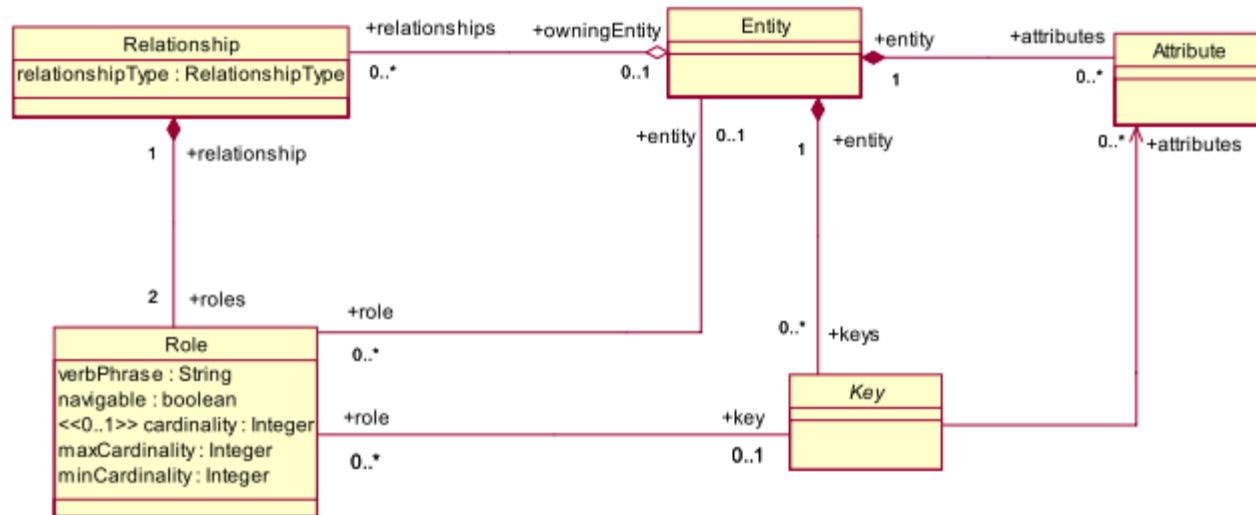 Relationship
relationshipType : RelationshipType
+relationships
0..*
+owningEntity
0..1
Entity
+entity
1
+attributes
0..*
Attribute
1
+relationship
+entity
0..1
1
+entity
0..*
+attributes
2
+roles
+role
0..*
0..*
+keys
Role
verbPhrase : String
navigable : boolean
<<0..1>> cardinality : Integer
maxCardinality : Integer
minCardinality : Integer
+role
0..*
+key
0..1
Key